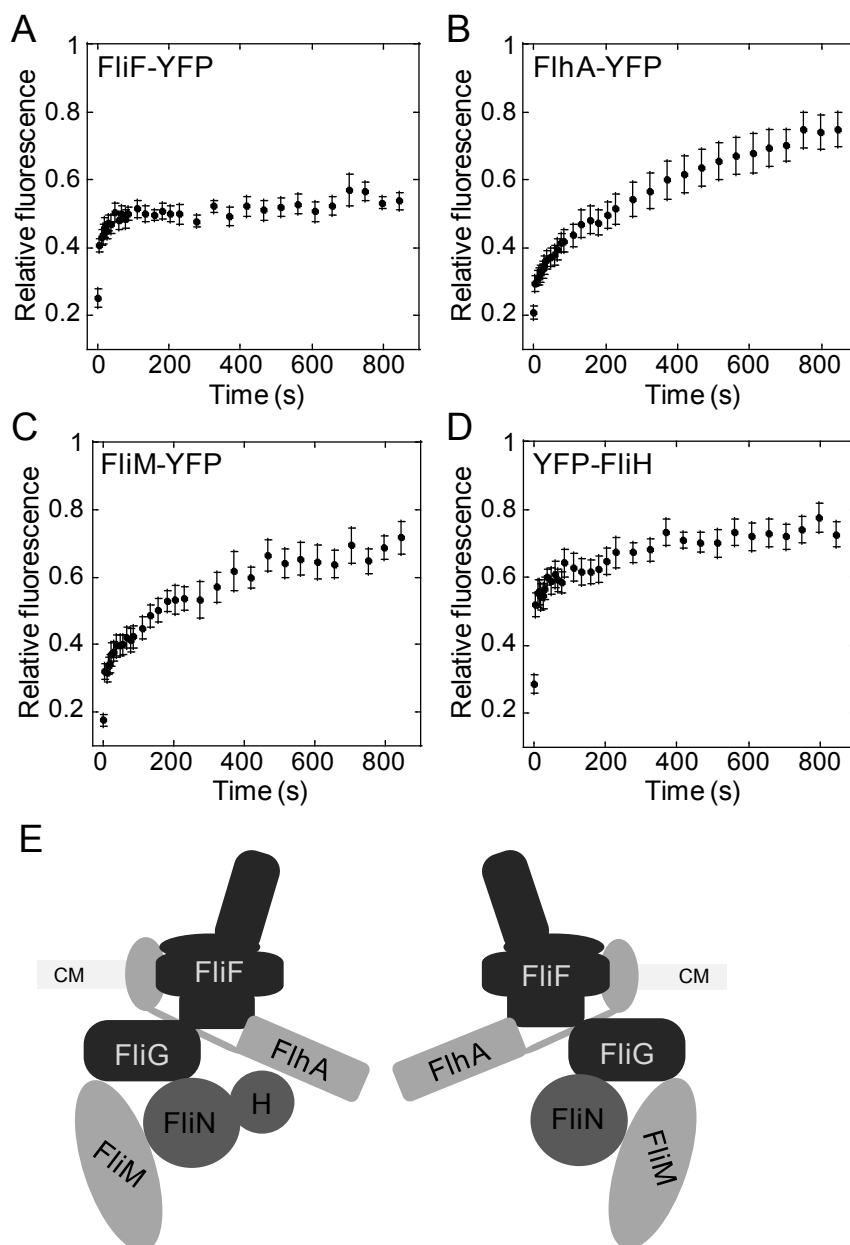 A
FliF-YFP
Relative fluorescence
1
0.8
0.6
0.4
0.2
0 200 400 600 800
Time (s)
B
FlhA-YFP
Relative fluorescence
1
0.8
0.6
0.4
0.2
0 200 400 600 800
Time (s)
C
FliM-YFP
Relative fluorescence
1
0.8
0.6
0.4
0.2
0 200 400 600 800
Time (s)
D
YFP-FliH
Relative fluorescence
1
0.8
0.6
0.4
0.2
0 200 400 600 800
Time (s)
E
CM
FliF
FliG
FlhA
FliN
H
FliM
FliF
CM
FlhA
FliG
FliN
FliM